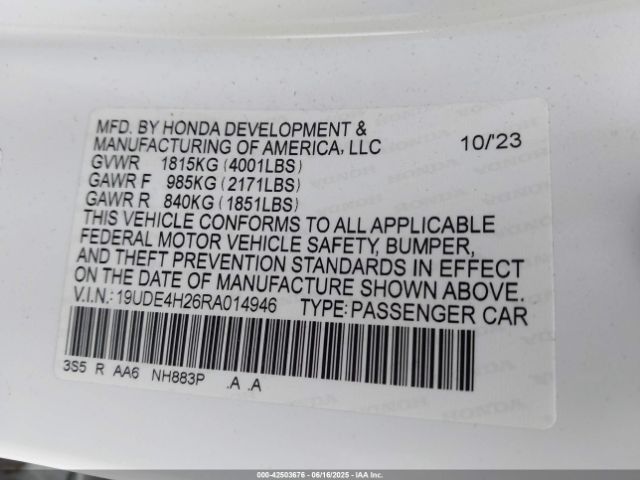 MFD. BY HONDA DEVELOPMENT &
MANUFACTURING OF AMERICA, LLC 10/'23
GVWR 1815KG (4001LBS)
GAWR F 985KG (2171LBS)
GAWR R 840KG (1851LBS)
THIS VEHICLE CONFORMS TO ALL APPLICABLE
FEDERAL MOTOR VEHICLE SAFETY, BUMPER,
AND THEFT PREVENTION STANDARDS IN EFFECT
ON THE DATE OF MANUFACTURE SHOWN ABOVE.
V.I.N.:19UDE4H26RA014946 TYPE:PASSENGER CAR
3S5 R AA6 NH883P .A .A
000-42503676 - 06/16/2025 - IAA Inc.